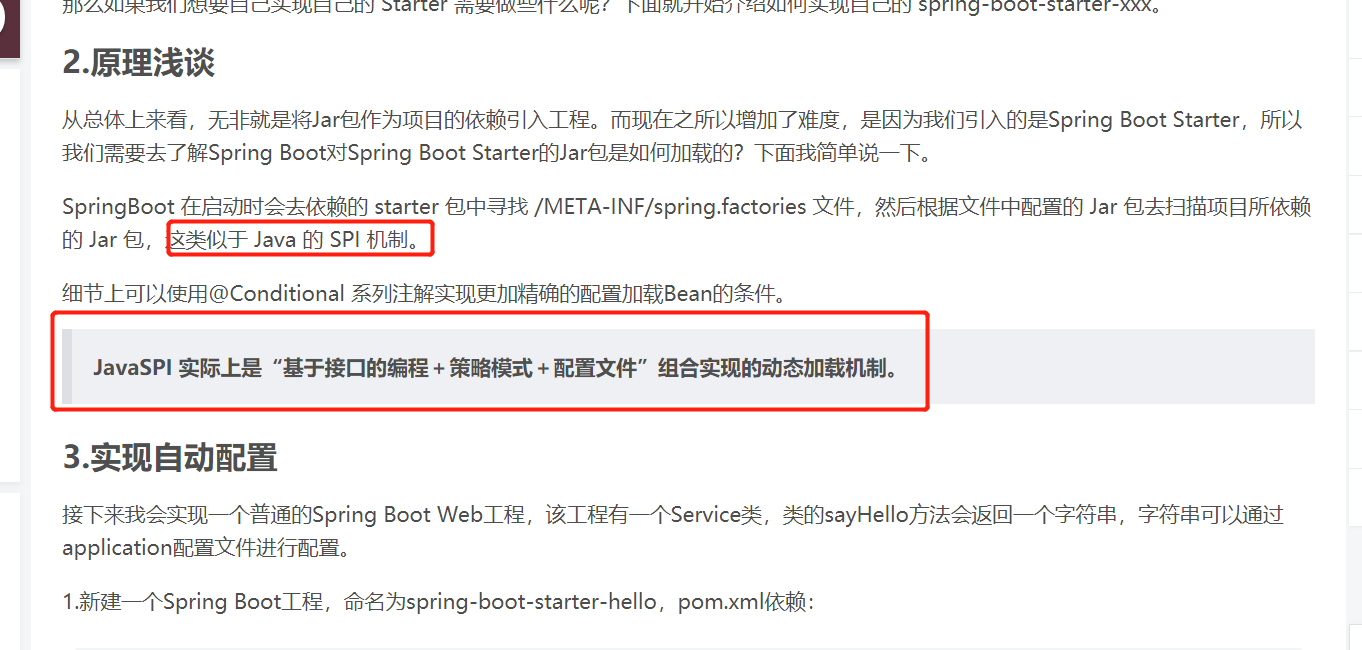 那么如果我们想要自己实现自己的 Starter 需要做些什么呢？下面就开始介绍如何实现自己的 spring-boot-starter-xxx。
2.原理浅谈
从总体上来看，无非就是将Jar包作为项目的依赖引入工程。而现在之所以增加了难度，是因为我们引入的是Spring Boot Starter，所以
我们需要去了解Spring Boot对Spring Boot Starter的Jar包是如何加载的？下面我简单说一下。
SpringBoot 在启动时会去依赖的 starter 包中寻找 /META-INF/spring.factories 文件，然后根据文件中配置的 Jar 包去扫描项目所依赖
的 Jar 包，这类似于 Java 的 SPI 机制。
细节上可以使用@Conditional 系列注解实现更加精确的配置加载Bean的条件。
JavaSPI 实际上是“基于接口的编程＋策略模式＋配置文件”组合实现的动态加载机制。
3.实现自动配置
接下来我会实现一个普通的Spring Boot Web工程，该工程有一个Service类，类的sayHello方法会返回一个字符串，字符串可以通过
application配置文件进行配置。
1.新建一个Spring Boot工程，命名为spring-boot-starter-hello，pom.xml依赖：